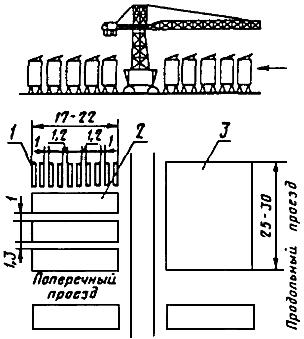 17-22
1 1 1,2 1,2 1 2 3
1
1,3
25-30
Поперечный
проезд
Продольный проезд